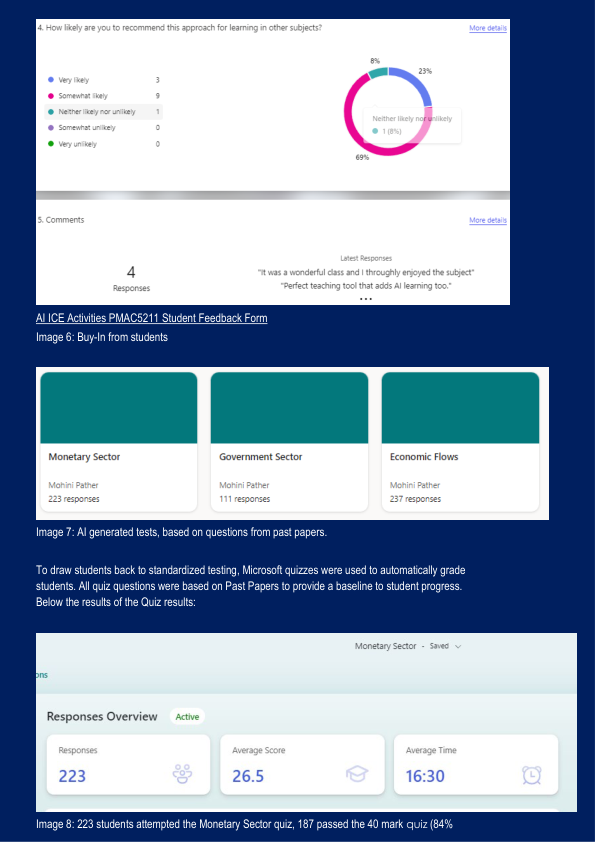 4. How likely are you to recommend this approach for learning in other subjects?
More details
Very likely 3
Somewhat likely 9
Neither likely nor unlikely 1
Somewhat unlikely 0
Very unlikely 0
8%
23%
Neither likely nor unlikely
1 (8%)
69%
5. Comments
More details
4
Responses
Latest Responses
"It was a wonderful class and I throughly enjoyed the subject"
"Perfect teaching tool that adds AI learning too."
...
AI ICE Activities PMAC5211 Student Feedback Form
Image 6: Buy-In from students
Monetary Sector
Mohini Pather
223 responses
Government Sector
Mohini Pather
111 responses
Economic Flows
Mohini Pather
237 responses
Image 7: AI generated tests, based on questions from past papers.
To draw students back to standardized testing, Microsoft quizzes were used to automatically grade
students. All quiz questions were based on Past Papers to provide a baseline to student progress.
Below the results of the Quiz results:
Monetary Sector - Saved
ons
Responses Overview Active
Responses
223
Average Score
26.5
Average Time
16:30
Image 8: 223 students attempted the Monetary Sector quiz, 187 passed the 40 mark quiz (84%